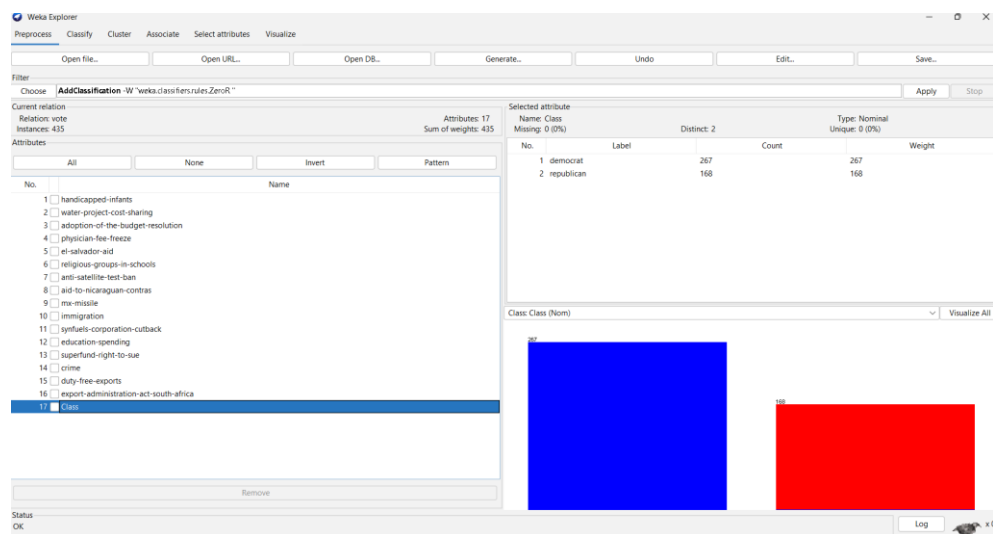 Weka Explorer
Preprocess Classify Cluster Associate Select attributes Visualize
Open file... Open URL... Open DB... Generate... Undo Edit... Save...
Filter
Choose AddClassification -W "weka.classifiers.rules.ZeroR " Apply Stop
Current relation
Relation: vote Attributes: 17
Instances: 435 Sum of weights: 435
Attributes
All None Invert Pattern
No. Name
1 handicapped-infants
2 water-project-cost-sharing
3 adoption-of-the-budget-resolution
4 physician-fee-freeze
5 el-salvador-aid
6 religious-groups-in-schools
7 anti-satellite-test-ban
8 aid-to-nicaraguan-contras
9 mx-missile
10 immigration
11 synfuels-corporation-cutback
12 education-spending
13 superfund-right-to-sue
14 crime
15 duty-free-exports
16 export-administration-act-south-africa
17 Class
Remove
Selected attribute
Name: Class Type: Nominal
Missing: 0 (0%) Distinct: 2 Unique: 0 (0%)
No. Label Count Weight
1 democrat 267 267
2 republican 168 168
Class: Class (Nom) Visualize All
267
168
Status
OK Log x 0